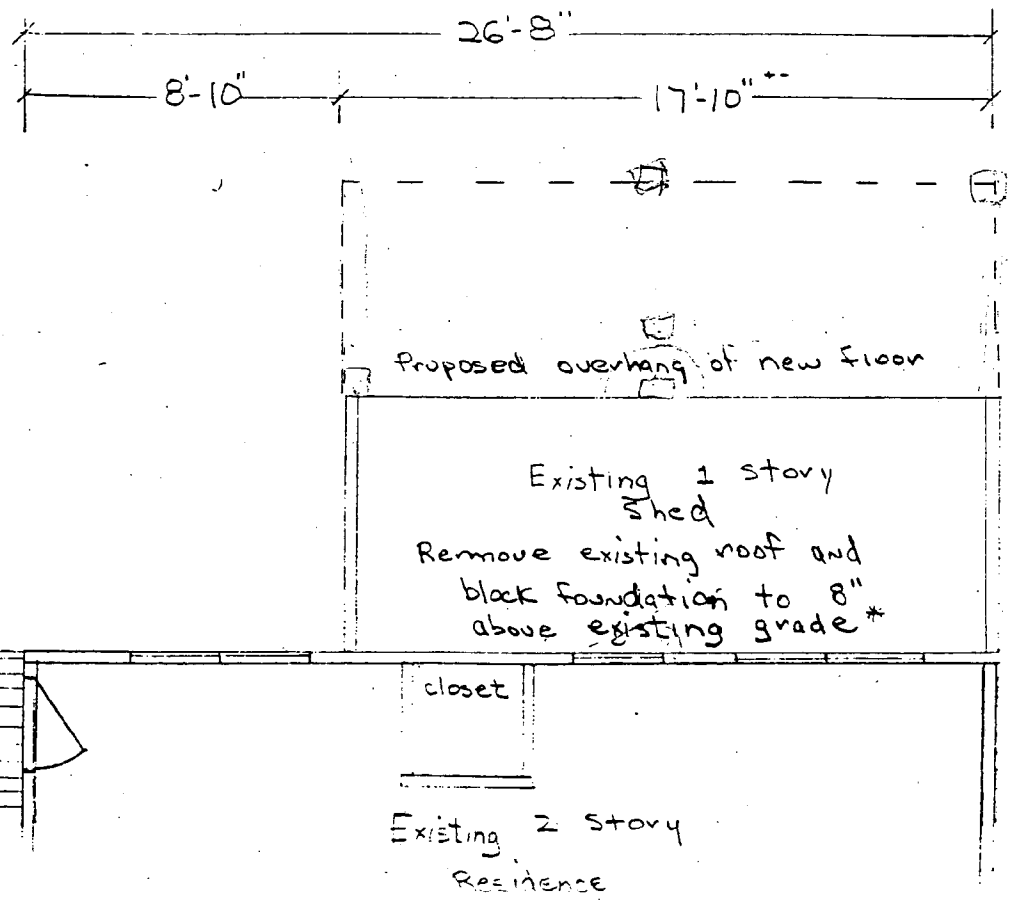 26'-8"
8'-10" 17'-10" +-
Proposed overhang of new floor
Existing 1 story
Shed
Remmove existing roof and
block foundation to 8"
above existing grade*
closet
Existing 2 Story
Residence